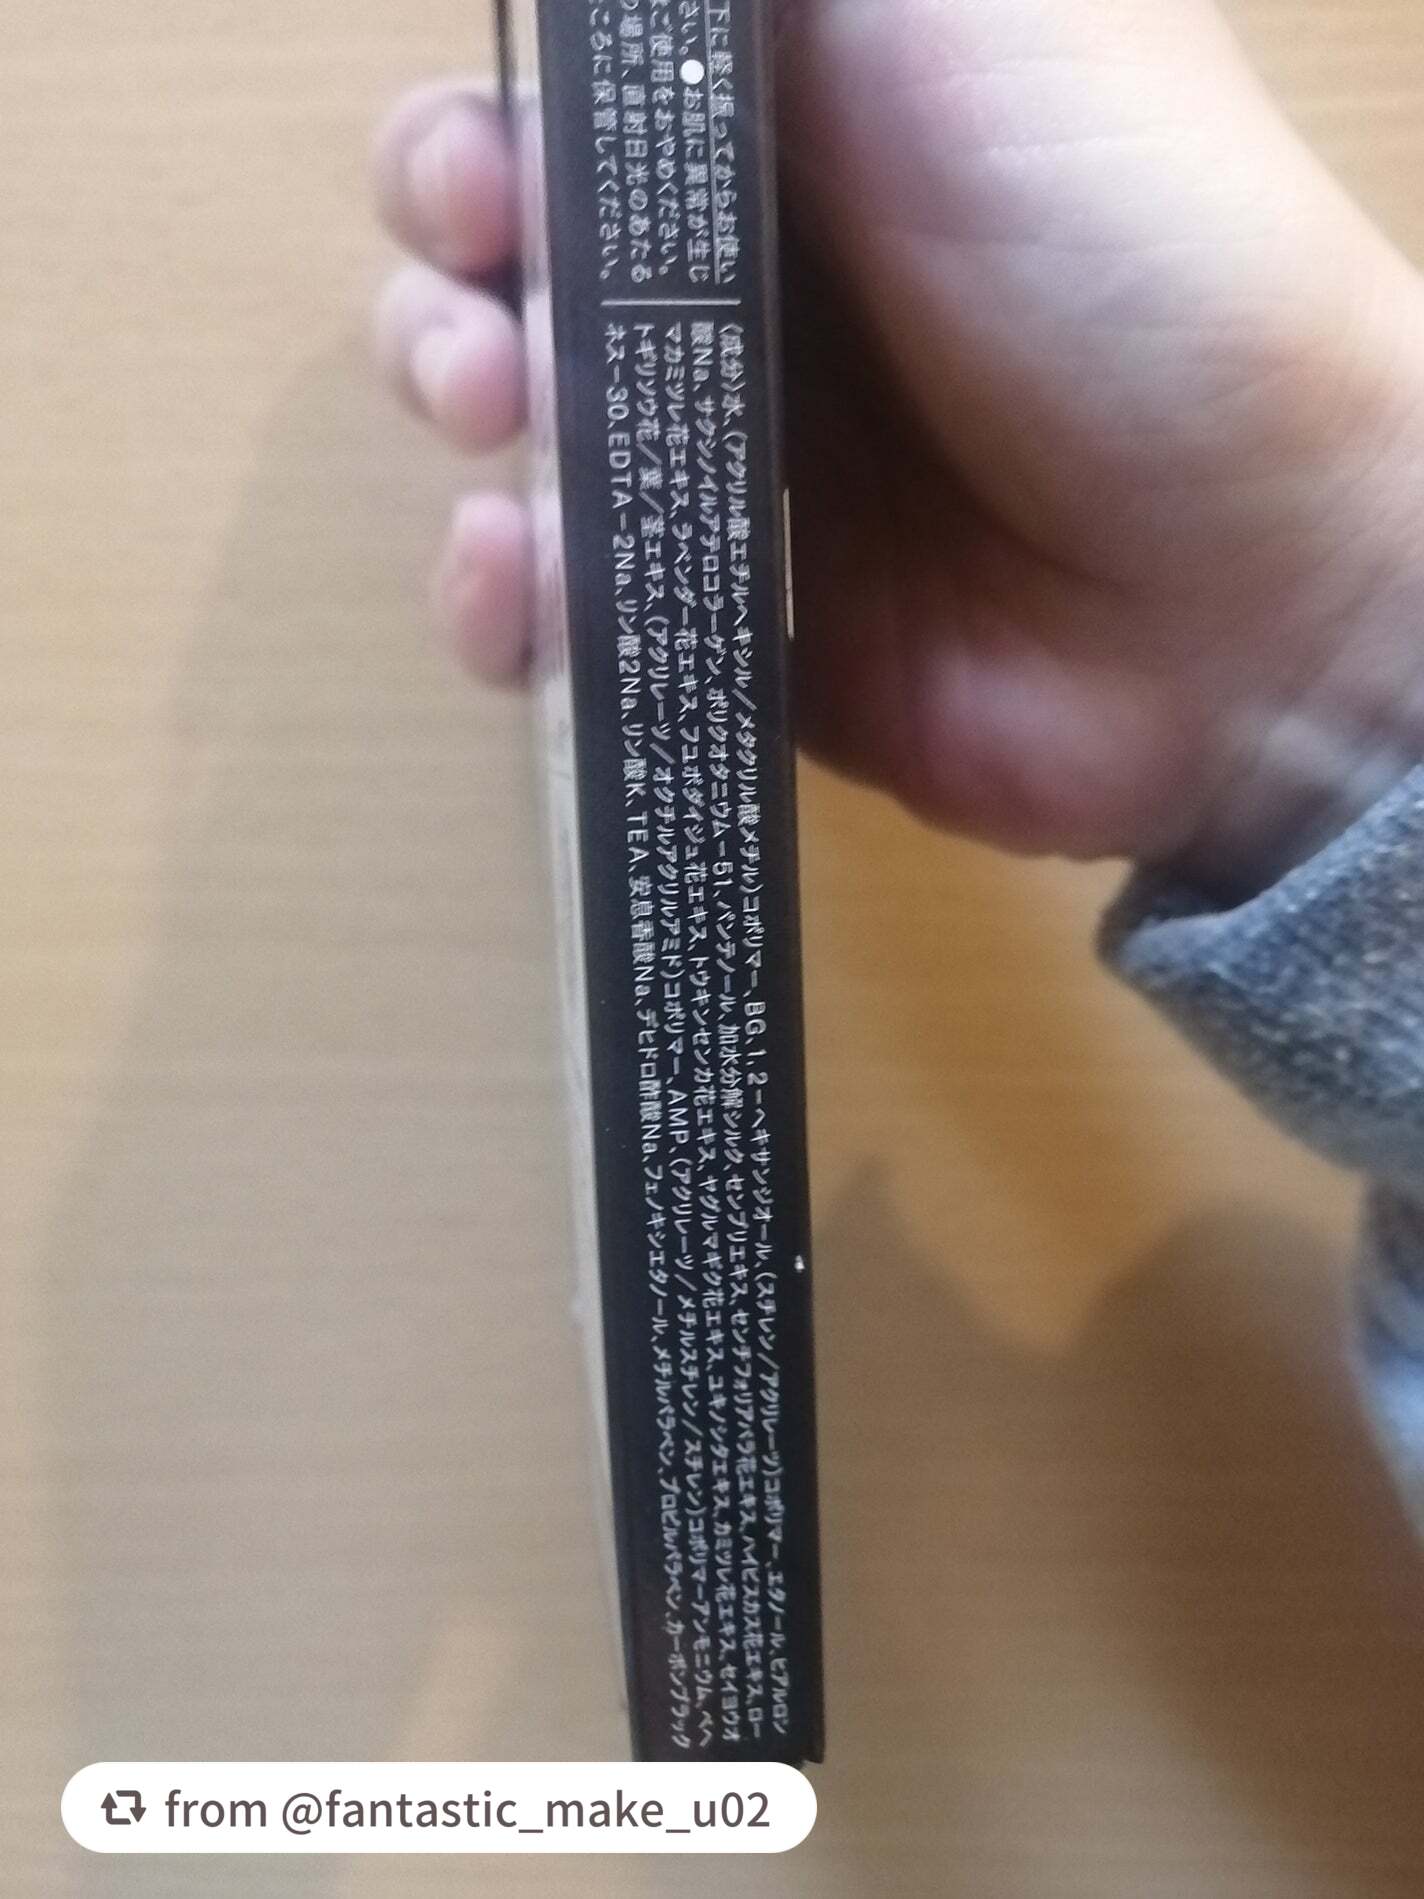 下に軽く振ってからお使い
さい。●お肌に異常が生じ
ご使用をおやめください。
場所、直射日光のあたる
ころに保管してください。
〈成分〉水、(アクリル酸エチルヘキシル/メタクリル酸メチル)コポリマー、BG、1,2-ヘキサンジオール、(スチレン/アクリレーツ)コポリマー、エタノール、ヒアルロン
酸Na、サクシノイルアテロコラーゲン、ポリクオタニウム-51、パンテノール、加水分解シルク、センブリエキス、センチフォリアバラ花エキス、ハイビスカス花エキス、ロー
マカミツレ花エキス、ラベンダー花エキス、フユボダイジュ花エキス、トウキンセンカ花エキス、ヤグルマギク花エキス、ユキノシタエキス、カミツレ花エキス、セイヨウオ
トギリソウ花/葉/茎エキス、(アクリレーツ/オクチルアクリルアミド)コポリマー、AMP、(アクリレーツ/メチルスチレン/スチレン)コポリマーアンモニウム、ベヘ
ネス-30、EDTA-2Na、リン酸2Na、リン酸K、TEA、安息香酸Na、デヒドロ酢酸Na、フェノキシエタノール、メチルパラベン、プロピルパラベン、カーボンブラック
from @fantastic_make_u02